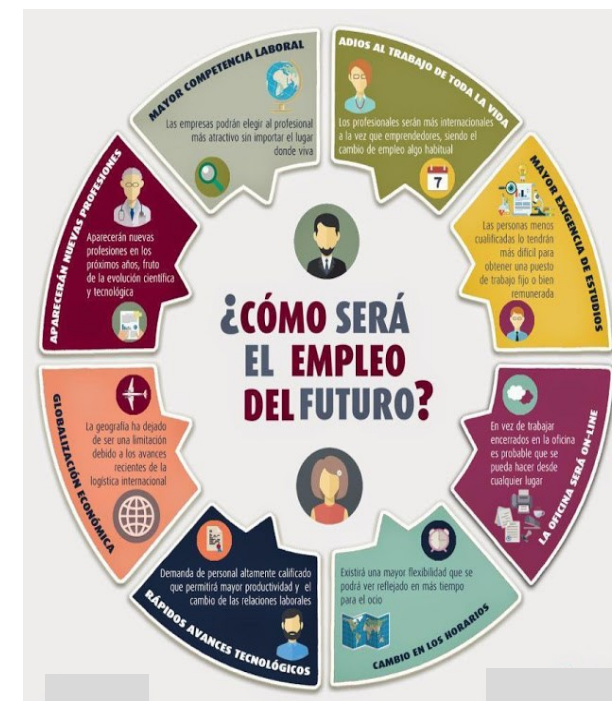 ¿CÓMO SERÁ
EL EMPLEO
DEL FUTURO?
ADIOS AL TRABAJO DE TODA LA VIDA
Los profesionales serán más internacionales
a la vez que emprendedores, siendo el
cambio de empleo algo habitual
7
MAYOR EXIGENCIA DE ESTUDIOS
Las personas menos
cualificadas lo tendrán
más difícil para
obtener una puesto
de trabajo fijo o bien
remunerada
LA OFICINA SERÁ ON-LINE
En vez de trabajar
encerrados en la oficina
es probable que se
pueda hacer desde
cualquier lugar
CAMBIO EN LOS HORARIOS
Existirá una mayor flexibilidad que se
podrá ver reflejado en más tiempo
para el ocio
RÁPIDOS AVANCES TECNOLÓGICOS
Demanda de personal altamente calificado
que permitirá mayor productividad y el
cambio de las relaciones laborales
GLOBALIZACIÓN ECONÓMICA
La geografía ha dejado
de ser una limitación
debido a los avances
recientes de la
logística internacional
APARECERÁN NUEVAS PROFESIONES
Aparecerán nuevas
profesiones en los
próximos años, fruto
de la evolución científica
y tecnológica
MAYOR COMPETENCIA LABORAL
Las empresas podrán elegir al profesional
más atractivo sin importar el lugar
donde viva